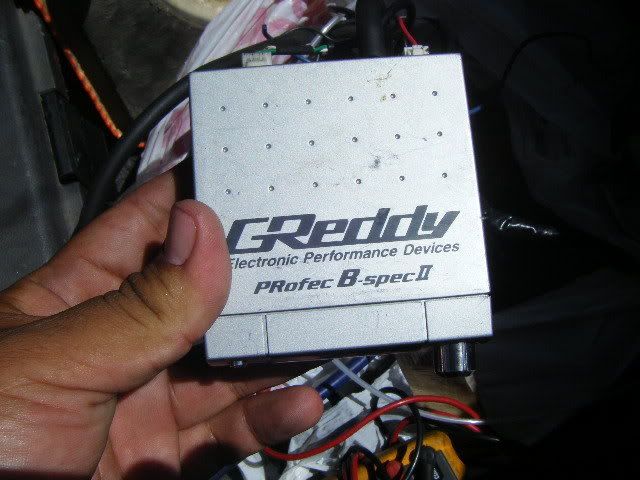 GReddy
Electronic Performance Devices
PRofec B-spec II